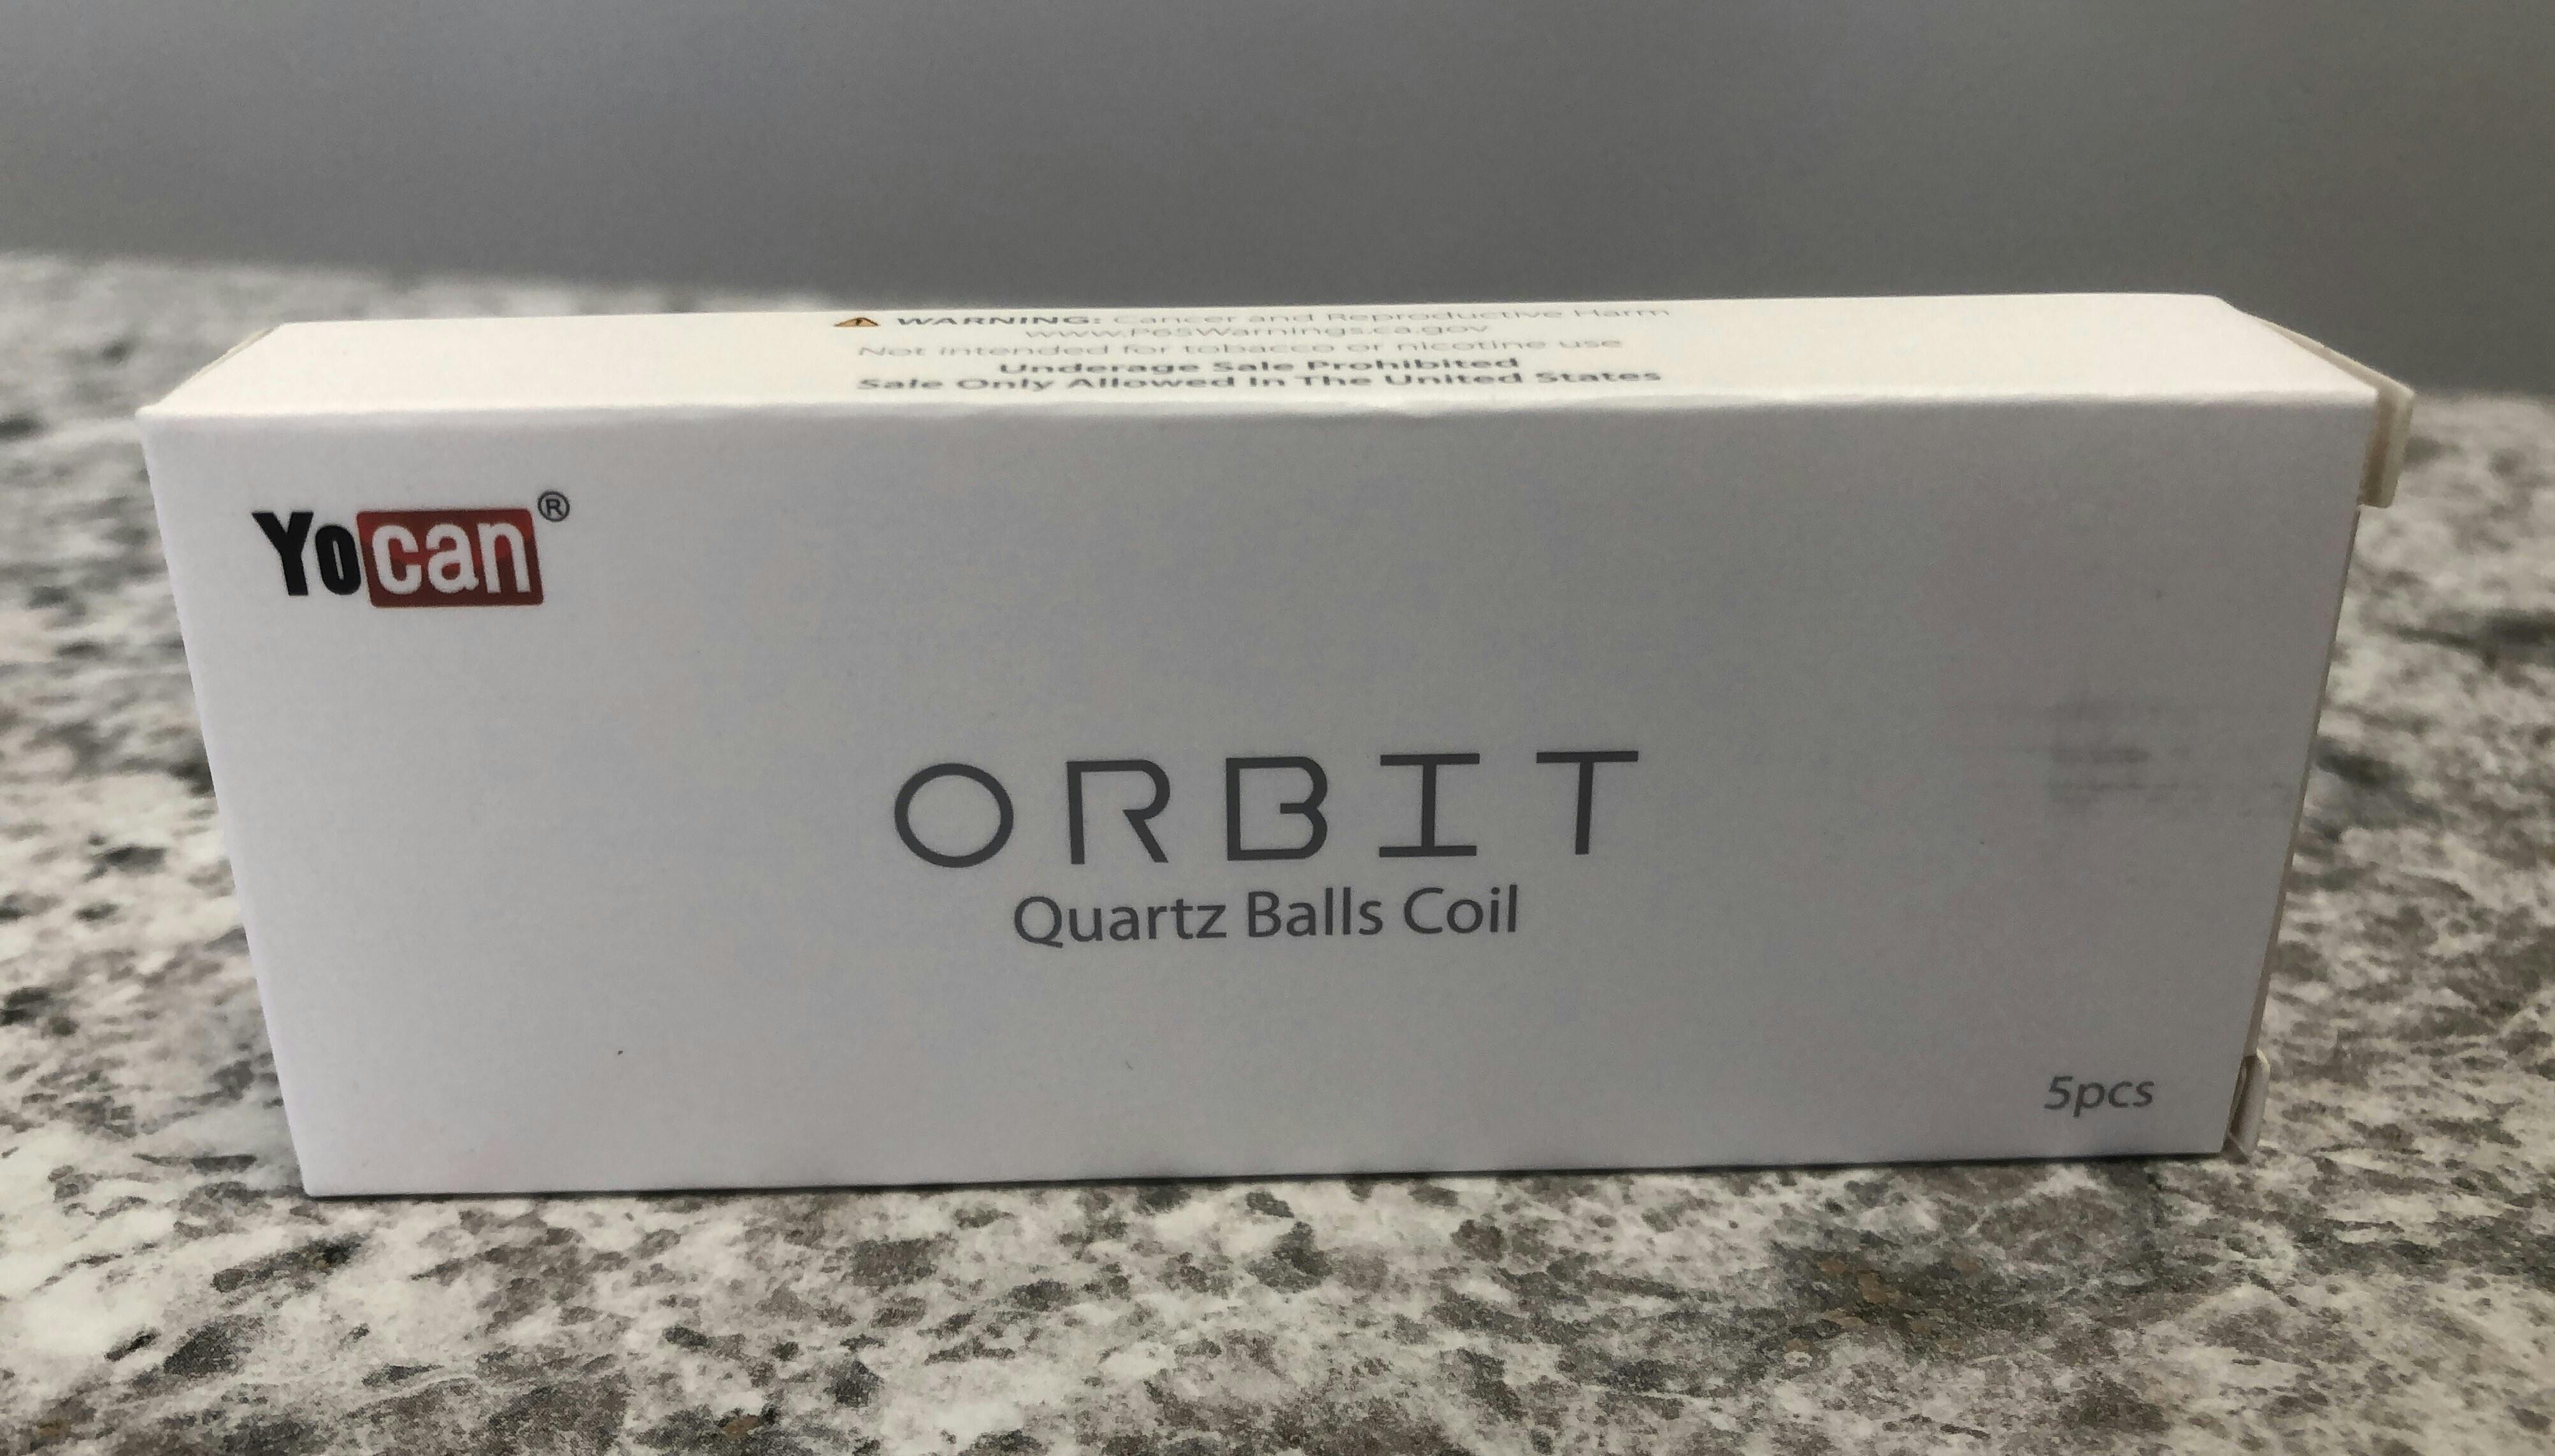 WARNING: Cancer and Reproductive Harm
www.P65Warnings.ca.gov
Not intended for tobacco or nicotine use
Underage Sale Prohibited
Sale Only Allowed In The United States
Yocan®
ORBIT
Quartz Balls Coil
5pcs